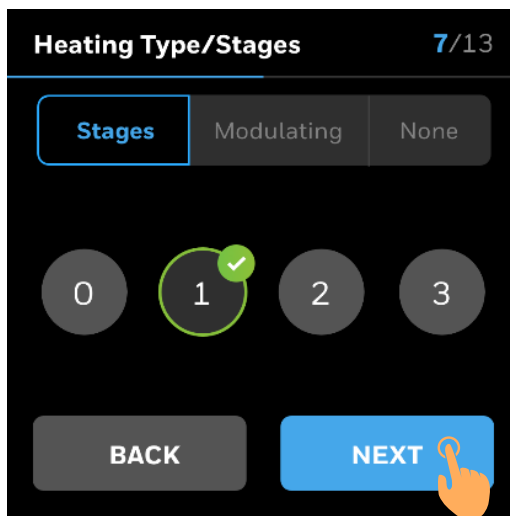 Heating Type/Stages 7/13
Stages Modulating None
0 1 2 3
BACK NEXT